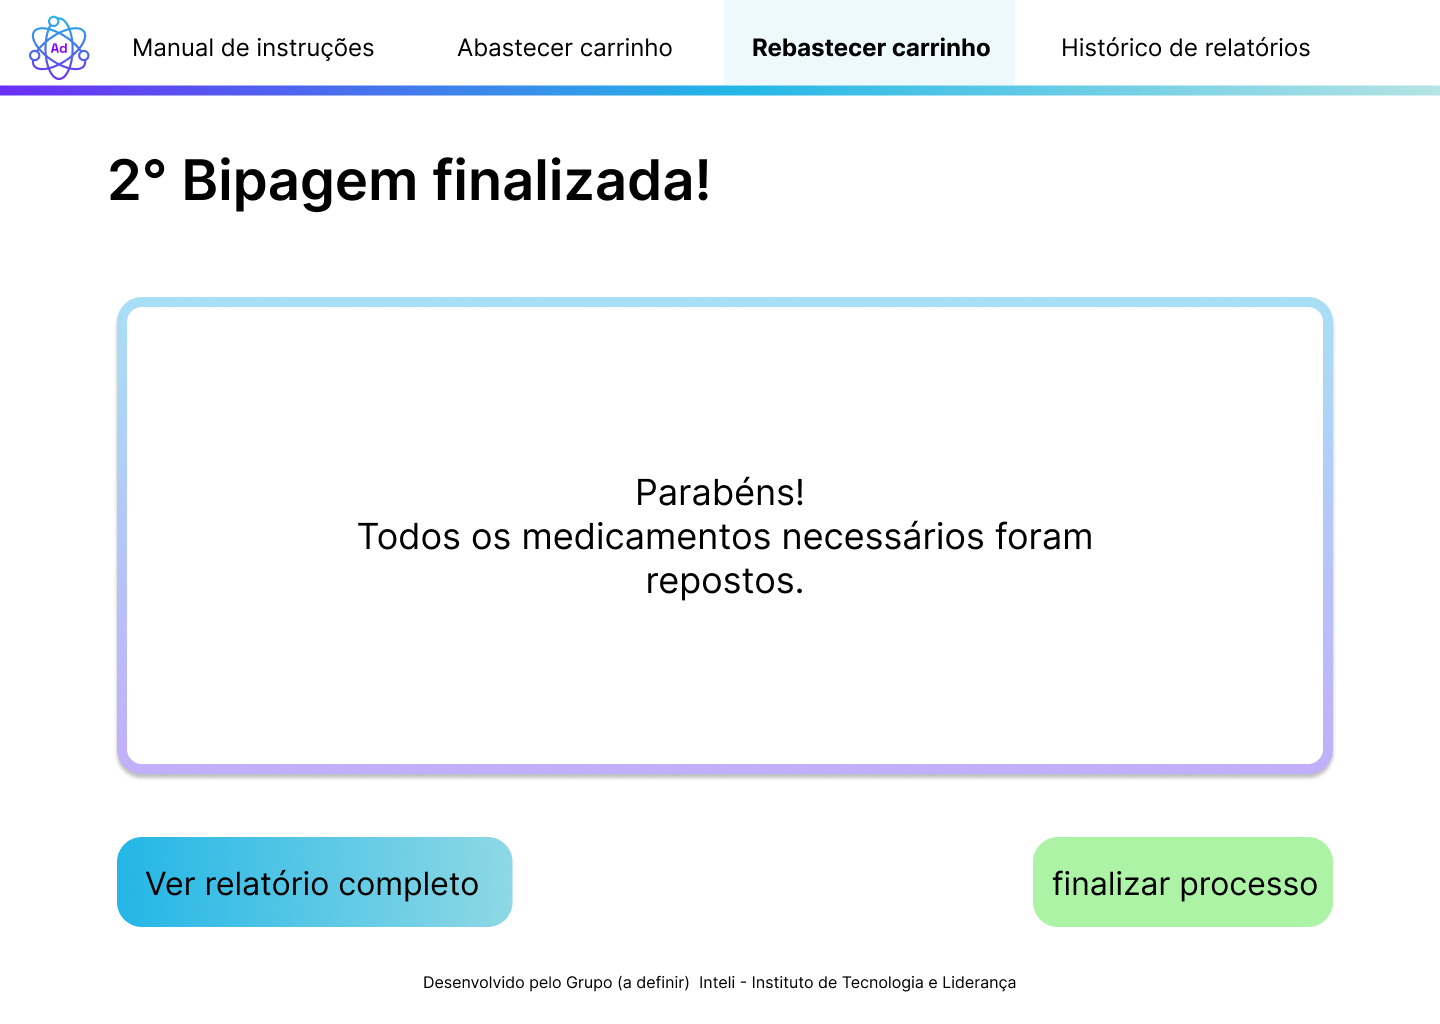 Ad
Manual de instruções
Abastecer carrinho
Rebastecer carrinho
Histórico de relatórios
2° Bipagem finalizada!
Parabéns!
Todos os medicamentos necessários foram
repostos.
Ver relatório completo
finalizar processo
Desenvolvido pelo Grupo (a definir)  Inteli - Instituto de Tecnologia e Liderança